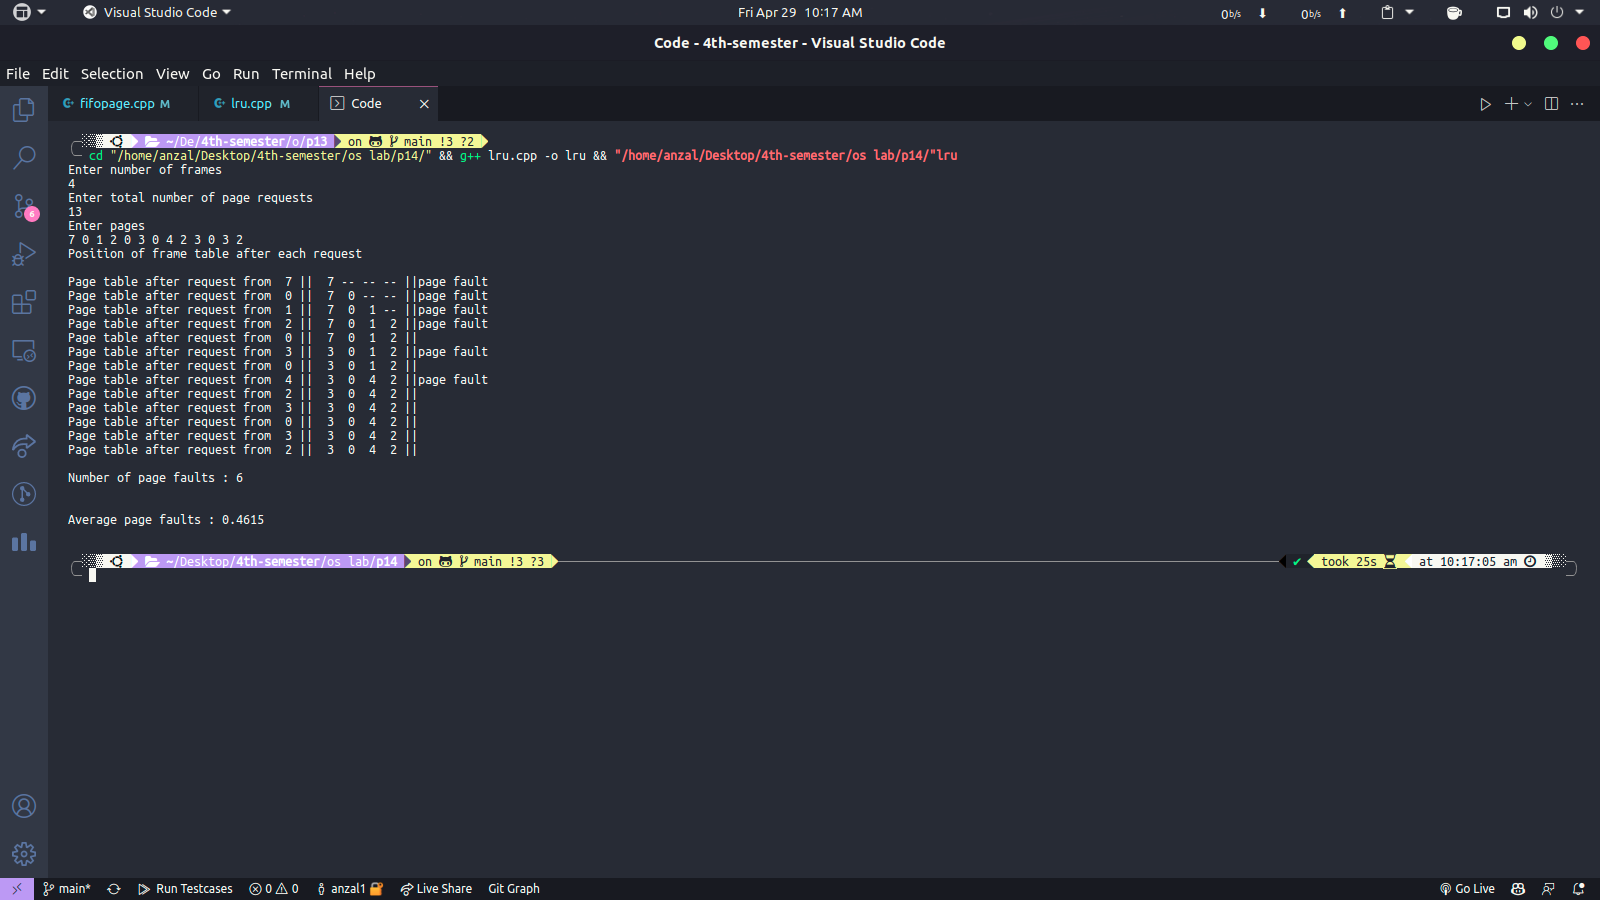 Visual Studio Code
Fri Apr 29 10:17 AM
0 b/s 0 b/s
Code - 4th-semester - Visual Studio Code
File Edit Selection View Go Run Terminal Help
fifopage.cpp M
lru.cpp M
Code
6
~/De/4th-semester/o/p13 on main !3 ?2
cd "/home/anzal/Desktop/4th-semester/os lab/p14/" && g++ lru.cpp -o lru && "/home/anzal/Desktop/4th-semester/os lab/p14/"lru
Enter number of frames
4
Enter total number of page requests
13
Enter pages
7 0 1 2 0 3 0 4 2 3 0 3 2
Position of frame table after each request
Page table after request from  7 ||  7 -- -- -- ||page fault
Page table after request from  0 ||  7  0 -- -- ||page fault
Page table after request from  1 ||  7  0  1 -- ||page fault
Page table after request from  2 ||  7  0  1  2 ||page fault
Page table after request from  0 ||  7  0  1  2 ||
Page table after request from  3 ||  3  0  1  2 ||page fault
Page table after request from  0 ||  3  0  1  2 ||
Page table after request from  4 ||  3  0  4  2 ||page fault
Page table after request from  2 ||  3  0  4  2 ||
Page table after request from  3 ||  3  0  4  2 ||
Page table after request from  0 ||  3  0  4  2 ||
Page table after request from  3 ||  3  0  4  2 ||
Page table after request from  2 ||  3  0  4  2 ||
Number of page faults : 6
Average page faults : 0.4615
~/Desktop/4th-semester/os lab/p14 on main !3 ?3 ✔ took 25s at 10:17:05 am
main* Run Testcases 0 0 anzal1 Live Share Git Graph Go Live